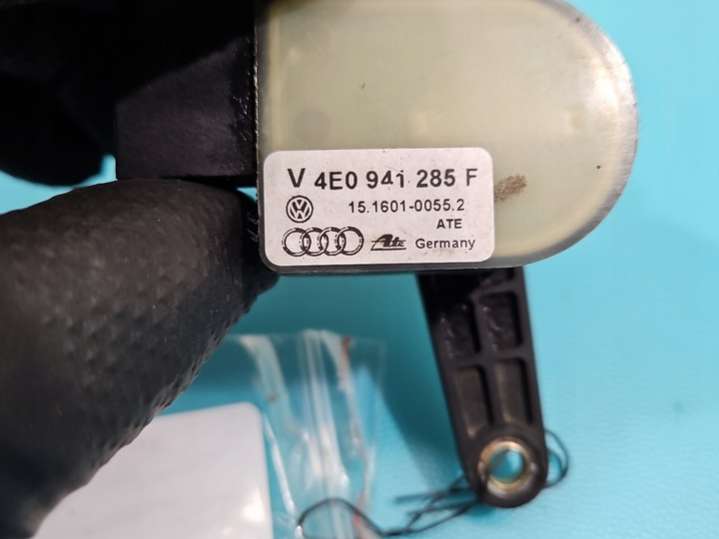 V 4E0 941 285 F
15.1601-0055.2
ATE
Ate Germany